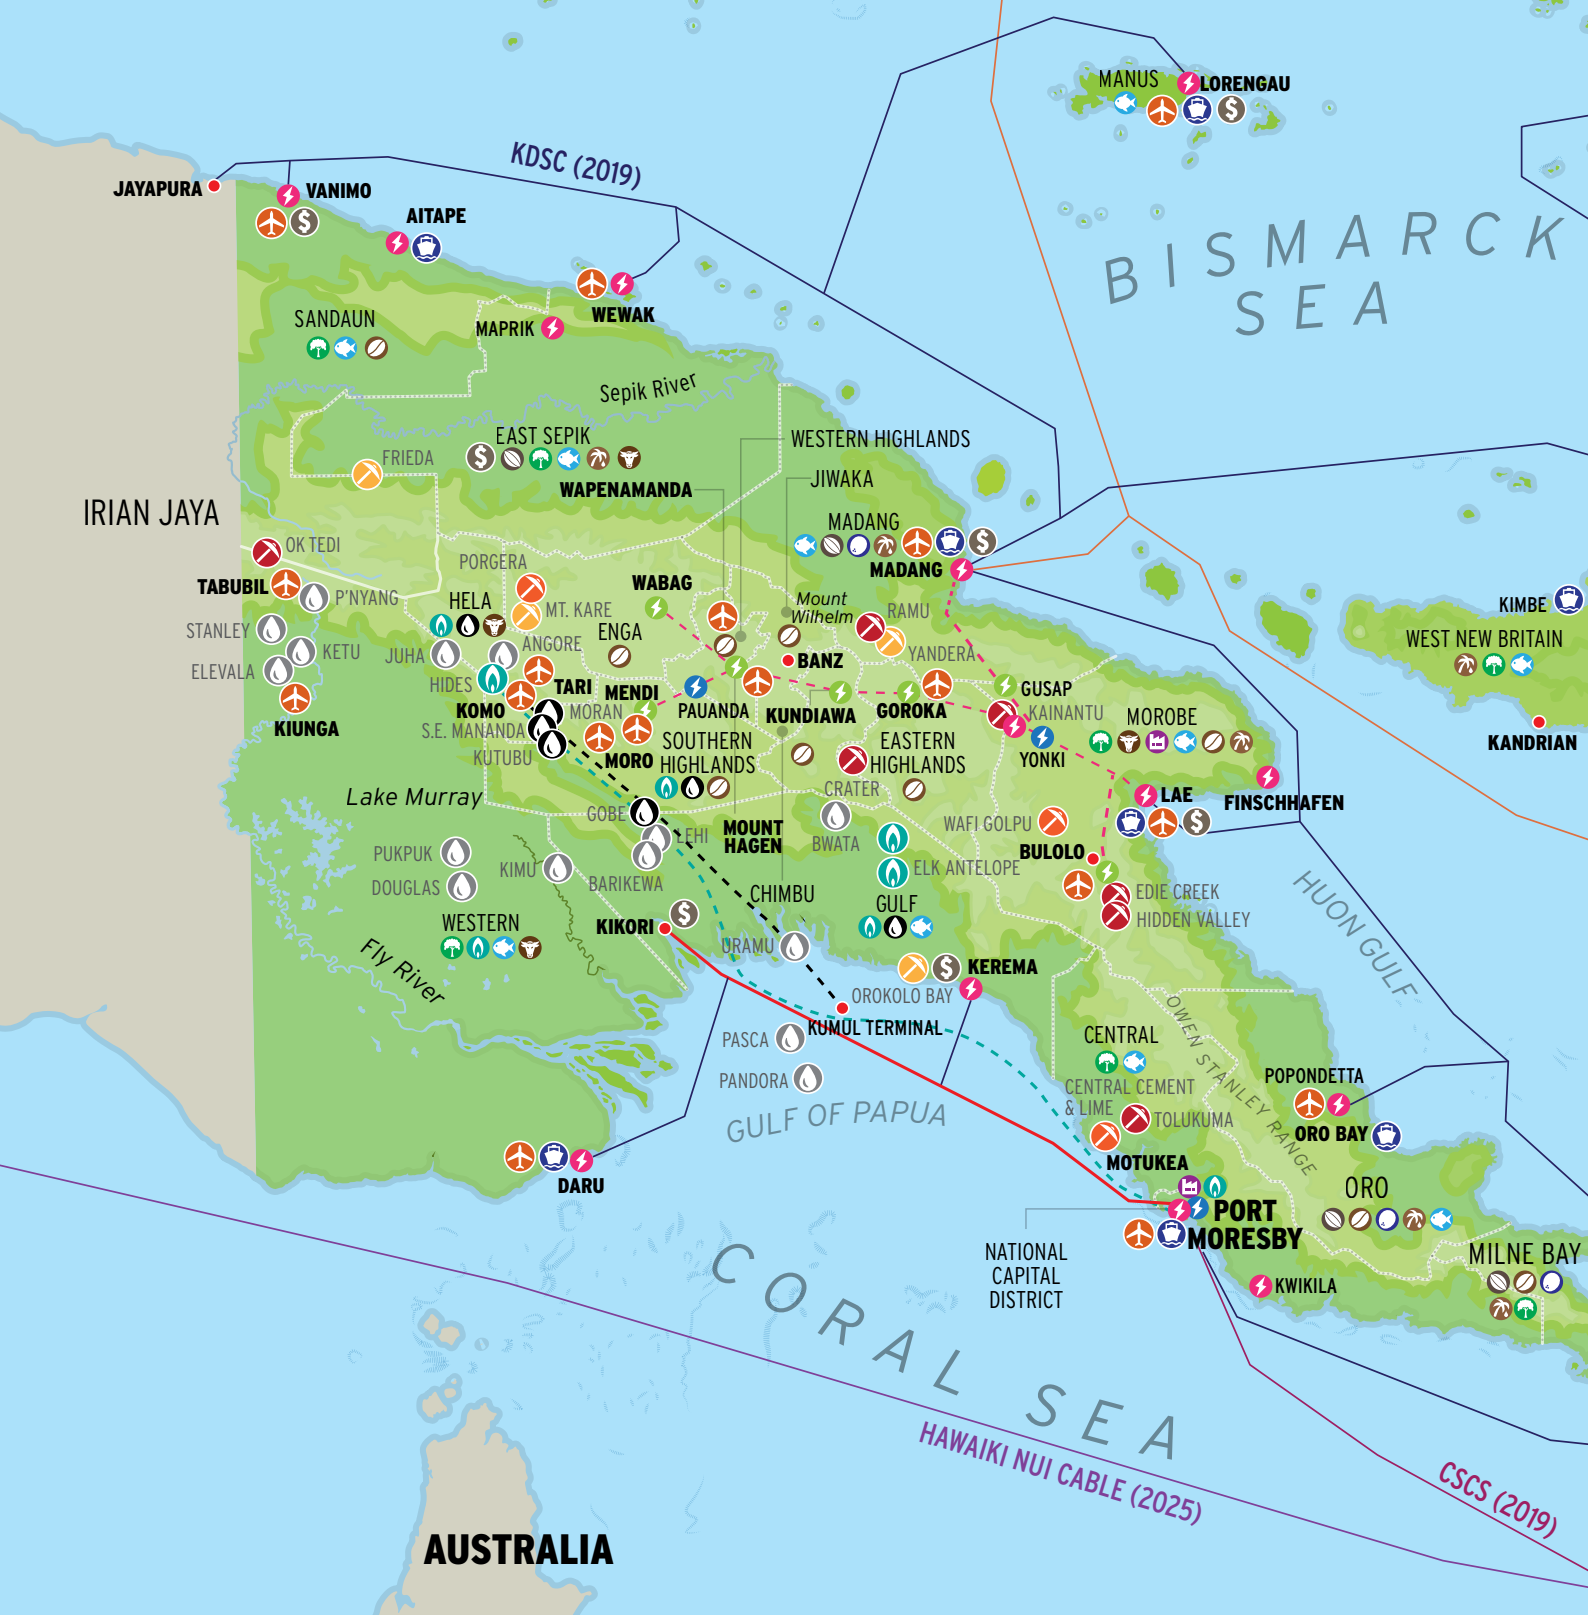 MANUS
LORENGAU
KDSC (2019)
JAYAPURA
VANIMO
AITAPE
BISMARCK
SEA
WEWAK
SANDAUN
MAPRIK
Sepik River
EAST SEPIK
WESTERN HIGHLANDS
FRIEDA
WAPENAMANDA
JIWAKA
IRIAN JAYA
MADANG
OK TEDI
PORGERA
MADANG
TABUBIL
P'NYANG
WABAG
HELA
MT. KARE
Mount
Wilhelm
RAMU
KIMBE
STANLEY
ENGA
WEST NEW BRITAIN
KETU
JUHA
ANGORE
BANZ
YANDERA
ELEVALA
HIDES
TARI
MENDI
GUSAP
KOMO
MORAN
PAUANDA
KUNDIAWA
GOROKA
KAINANTU
MOROBE
KIUNGA
S.E. MANANDA
KUTUBU
MORO
SOUTHERN
HIGHLANDS
EASTERN
HIGHLANDS
YONKI
KANDRIAN
Lake Murray
CRATER
LAE
FINSCHHAFEN
GOBE
LEHI
MOUNT
HAGEN
BWATA
WAFI GOLPU
BULOLO
PUKPUK
KIMU
BARIKEWA
ELK ANTELOPE
DOUGLAS
CHIMBU
EDIE CREEK
GULF
HIDDEN VALLEY
HUON GULF
WESTERN
KIKORI
URAMU
Fly River
KEREMA
OROKOLO BAY
KUMUL TERMINAL
PASCA
OWEN STANLEY RANGE
CENTRAL
PANDORA
CENTRAL CEMENT
& LIME
TOLUKUMA
POPONDETTA
GULF OF PAPUA
ORO BAY
MOTUKEA
DARU
ORO
PORT
MORESBY
NATIONAL
CAPITAL
DISTRICT
MILNE BAY
KWIKILA
CORAL SEA
HAWAIKI NUI CABLE (2025)
CSCS (2019)
AUSTRALIA